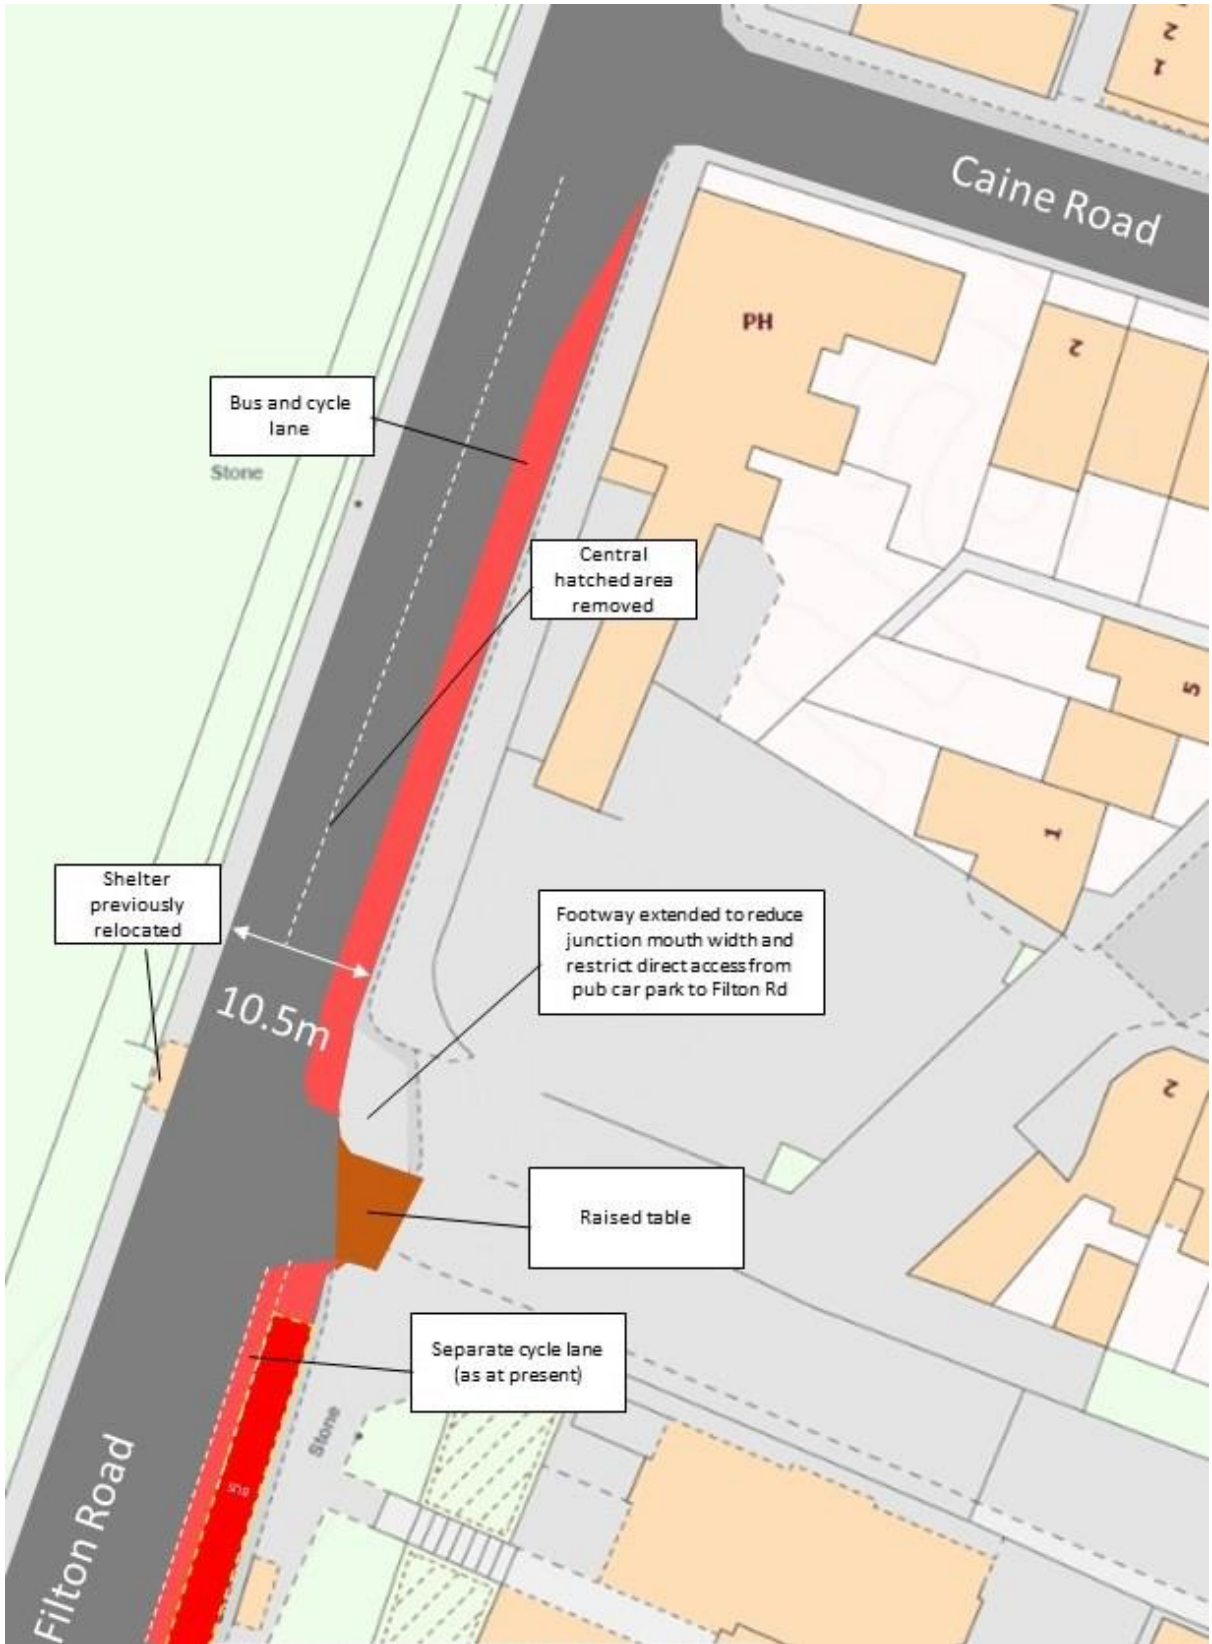 2
1
Caine Road
PH
2
Bus and cycle
lane
Stone
Central
hatched area
removed
5
1
Shelter
previously
relocated
Footway extended to reduce
junction mouth width and
restrict direct access from
pub car park to Filton Rd
10.5m
2
Raised table
Separate cycle lane
(as at present)
Stone
BUS
Filton Road